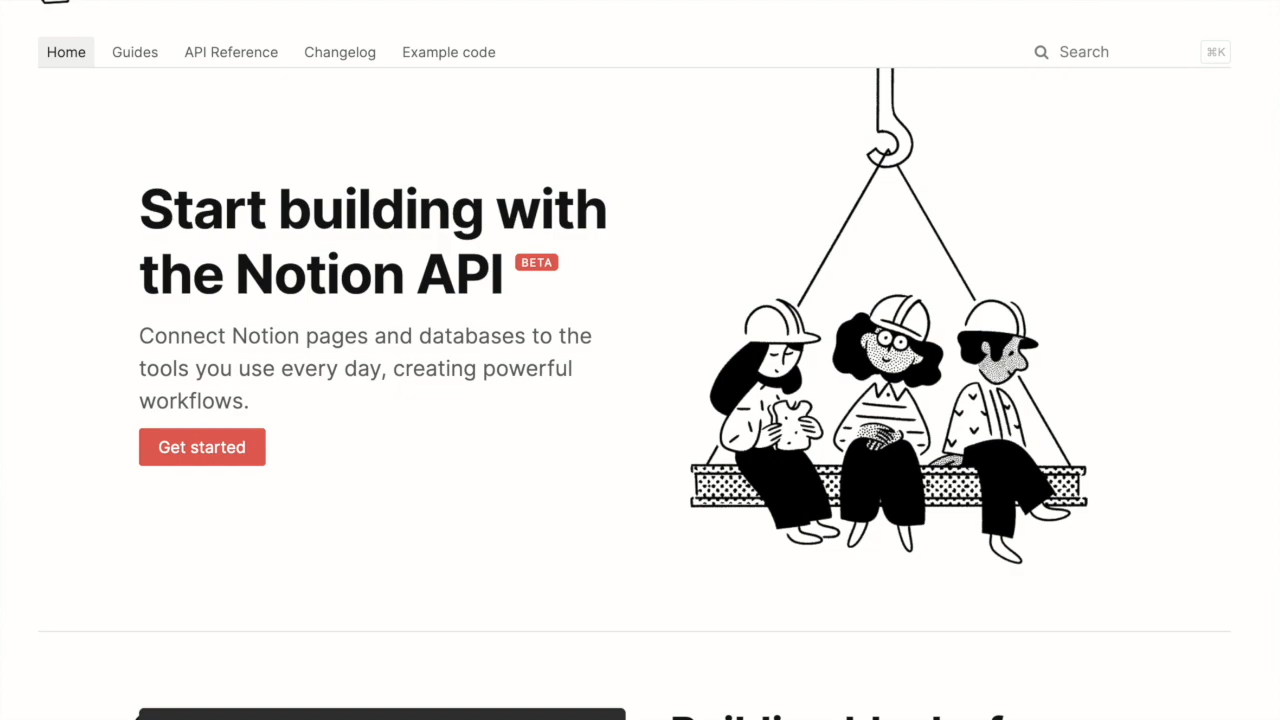 Home Guides API Reference Changelog Example code Search ⌘K
Start building with
the Notion API BETA
Connect Notion pages and databases to the
tools you use every day, creating powerful
workflows.
Get started